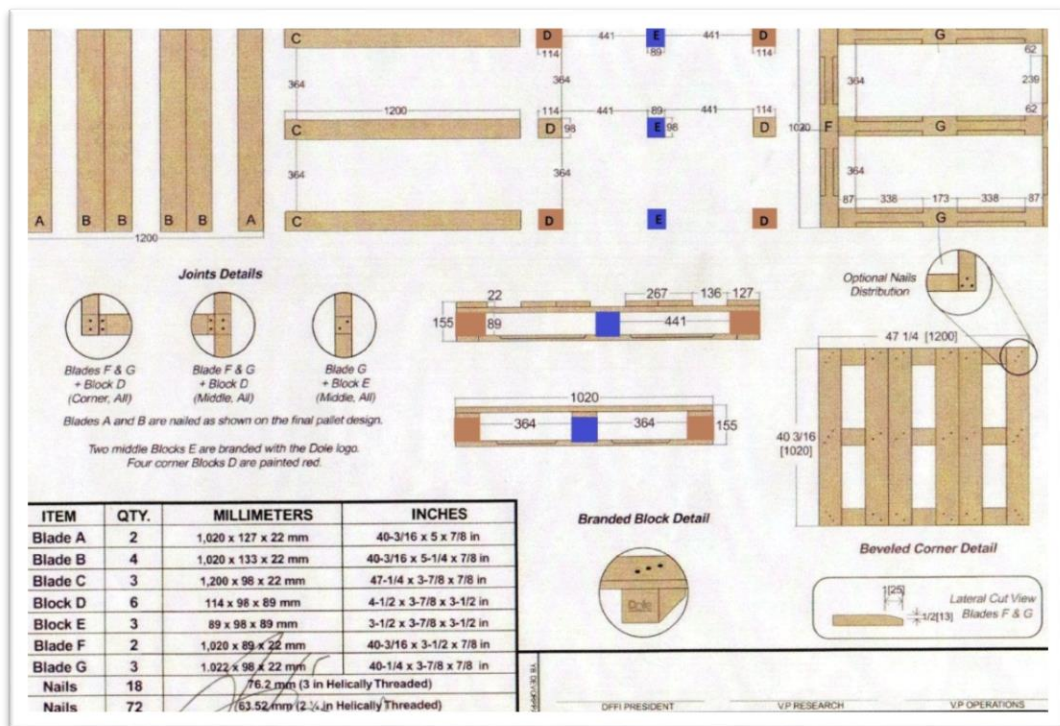 C
D 441 E 441 D
114 89 114
364
364
1200
114 441 89 441 114
C
D 98 E 98 D
364
364
A B B B B A
C
D E D
1200
G
62
364
239
62
F
G
1020
364
87 338 173 338 87
G
Joints Details
Blades F & G
+ Block D
(Corner, All)
Blade F & G
+ Block D
(Middle, All)
Blade G
+ Block E
(Middle, All)
Blades A and B are nailed as shown on the final pallet design.
Two middle Blocks E are branded with the Dole logo.
Four corner Blocks D are painted red.
22 267 136 127
155 89 441
1020
364 364 155
Optional Nails
Distribution
47 1/4 [1200]
40 3/16
[1020]
ITEM QTY. MILLIMETERS INCHES
Blade A 2 1,020 x 127 x 22 mm 40-3/16 x 5 x 7/8 in
Blade B 4 1,020 x 133 x 22 mm 40-3/16 x 5-1/4 x 7/8 in
Blade C 3 1,200 x 98 x 22 mm 47-1/4 x 3-7/8 x 7/8 in
Block D 6 114 x 98 x 89 mm 4-1/2 x 3-7/8 x 3-1/2 in
Block E 3 89 x 98 x 89 mm 3-1/2 x 3-7/8 x 3-1/2 in
Blade F 2 1,020 x 89 x 22 mm 40-3/16 x 3-1/2 x 7/8 in
Blade G 3 1.022 x 98 x 22 mm 40-1/4 x 3-7/8 x 7/8 in
Nails 18 76.2 mm (3 in Helically Threaded)
Nails 72 63.52 mm (2 ½ in Helically Threaded)
Branded Block Detail
Dole
Beveled Corner Detail
1[25]
Lateral Cut View
Blades F & G
1/2[13]
DFFI PRESIDENT V.P RESEARCH V.P OPERATIONS